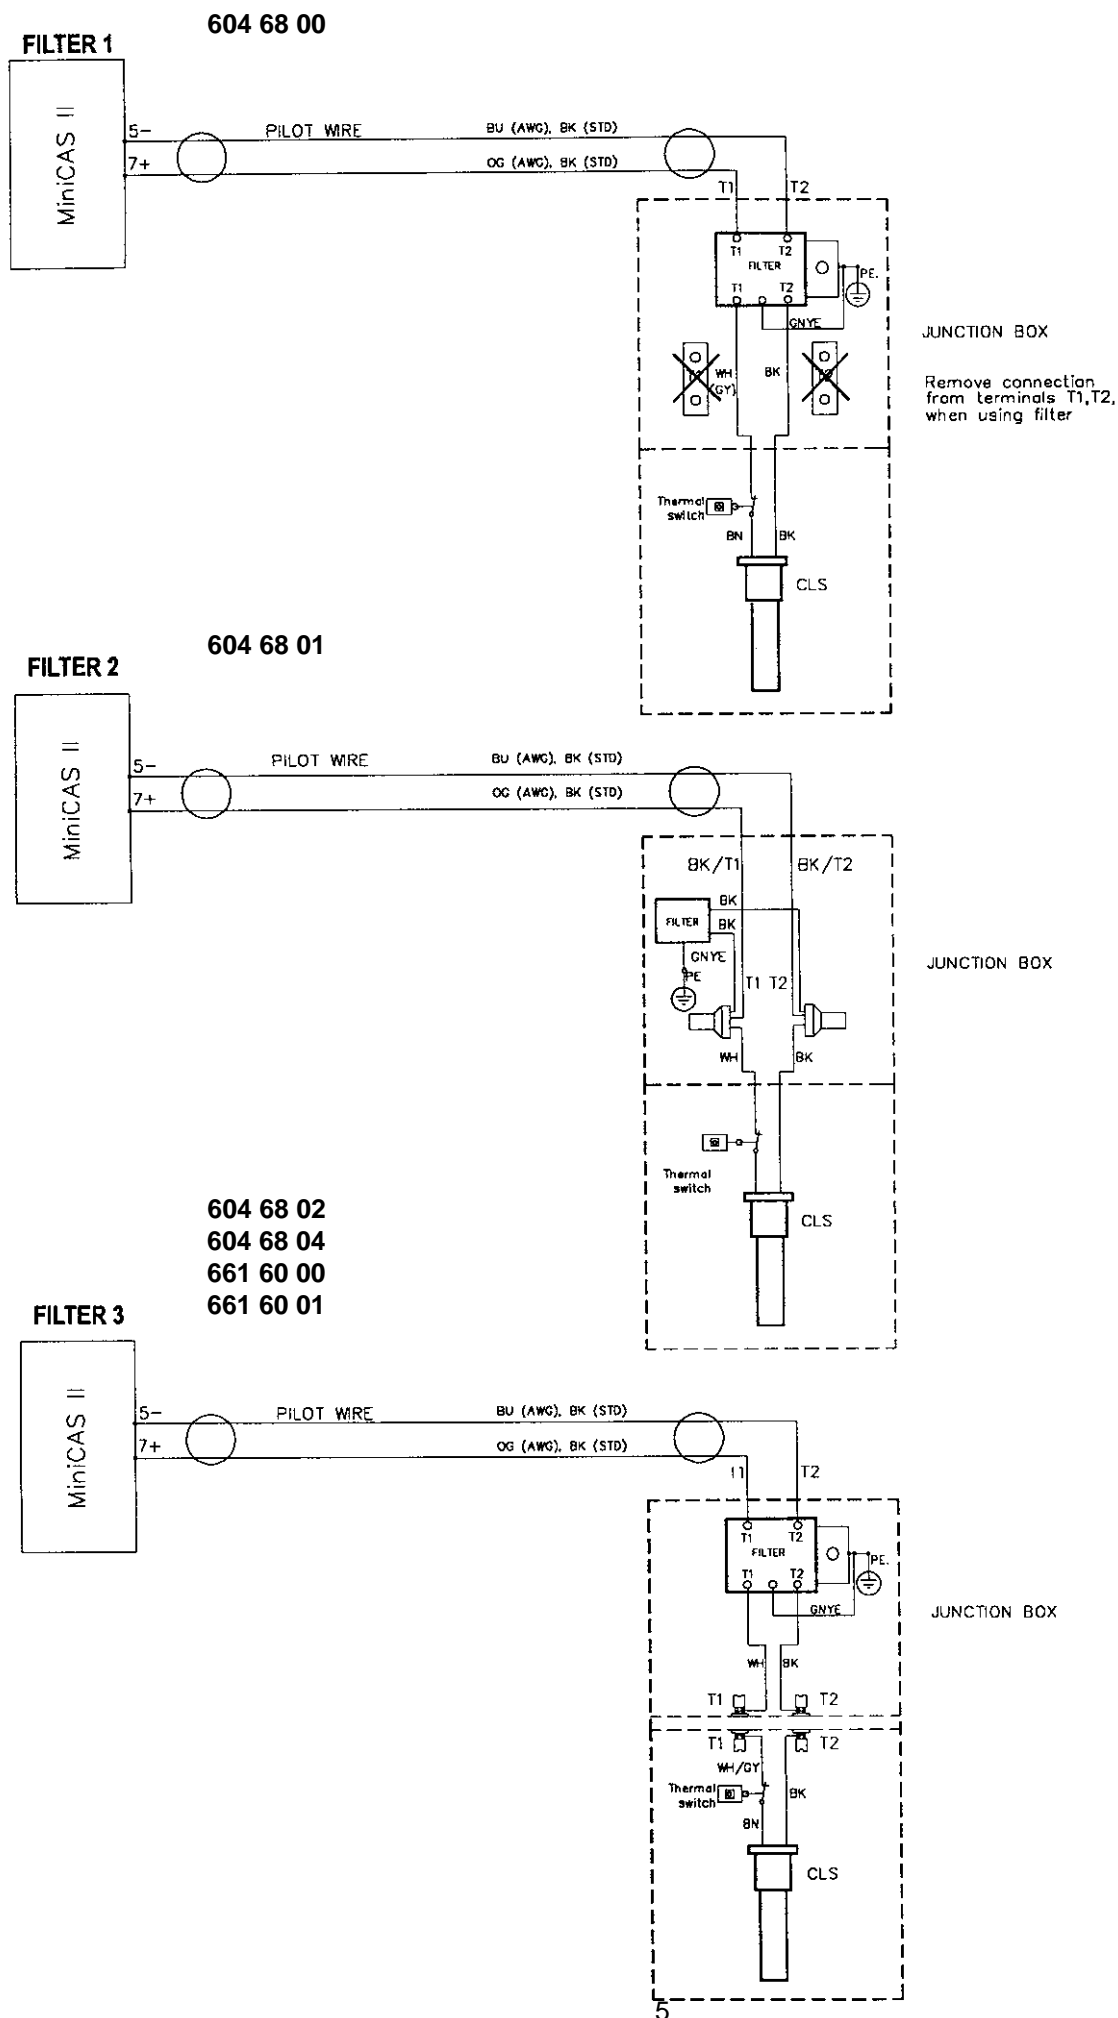 604 68 00
FILTER 1
MiniCAS II
5-
7+
PILOT WIRE
BU (AWG), BK (STD)
OG (AWG), BK (STD)
T1
T2
T1
T2
FILTER
T1
T2
PE.
GNYE
JUNCTION BOX
WH
(GY)
BK
Remove connection
from terminals T1,T2,
when using filter
Thermal
switch
BN
BK
CLS
604 68 01
FILTER 2
MiniCAS II
5-
7+
PILOT WIRE
BU (AWG), BK (STD)
OG (AWG), BK (STD)
BK/T1
BK/T2
BK
FILTER
BK
GNYE
PE
T1 T2
JUNCTION BOX
WH
BK
Thermal
switch
CLS
604 68 02
604 68 04
661 60 00
661 60 01
FILTER 3
MiniCAS II
5-
7+
PILOT WIRE
BU (AWG), BK (STD)
OG (AWG), BK (STD)
T1
T2
T1
T2
FILTER
T1
T2
PE.
GNYE
JUNCTION BOX
WH
BK
T1
T2
T1
T2
WH/GY
Thermal
switch
BK
BN
CLS
5